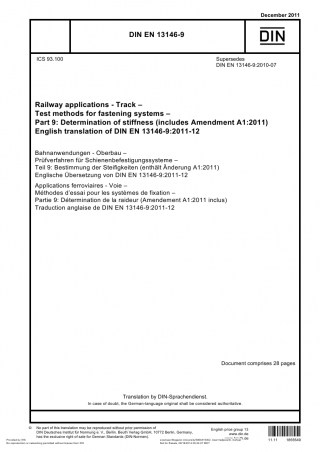 December 2011
DIN EN 13146-9
DIN
ICS 93.100
Supersedes
DIN EN 13146-9:2010-07
Railway applications - Track –
Test methods for fastening systems –
Part 9: Determination of stiffness (includes Amendment A1:2011)
English translation of DIN EN 13146-9:2011-12
Bahnanwendungen - Oberbau –
Prüfverfahren für Schienenbefestigungssysteme –
Teil 9: Bestimmung der Steifigkeiten (enthält Änderung A1:2011)
Englische Übersetzung von DIN EN 13146-9:2011-12
Applications ferroviaires - Voie –
Méthodes d'essai pour les systèmes de fixation –
Partie 9: Détermination de la raideur (Amendement A1:2011 inclus)
Traduction anglaise de DIN EN 13146-9:2011-12
Document comprises 28 pages
Translation by DIN-Sprachendienst.
In case of doubt, the German-language original shall be considered authoritative.
© No part of this translation may be reproduced without prior permission of
DIN Deutsches Institut für Normung e. V., Berlin. Beuth Verlag GmbH, 10772 Berlin, Germany,
has the exclusive right of sale for German Standards (DIN-Normen).
English price group 13
www.din.de
11.11